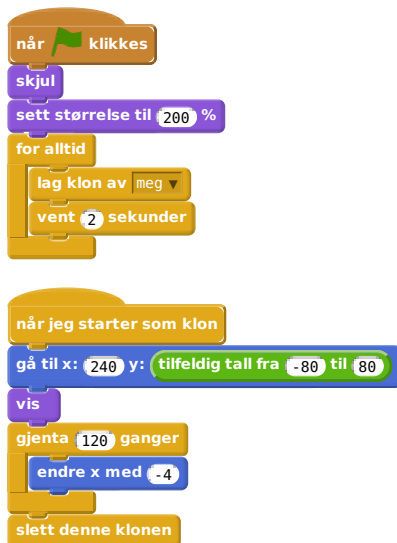 når klikkes
skjul
sett størrelse til 200 %
for alltid
lag klon av meg
vent 2 sekunder
når jeg starter som klon
gå til x: 240 y: tilfeldig tall fra -80 til 80
vis
gjenta 120 ganger
endre x med -4
slett denne klonen